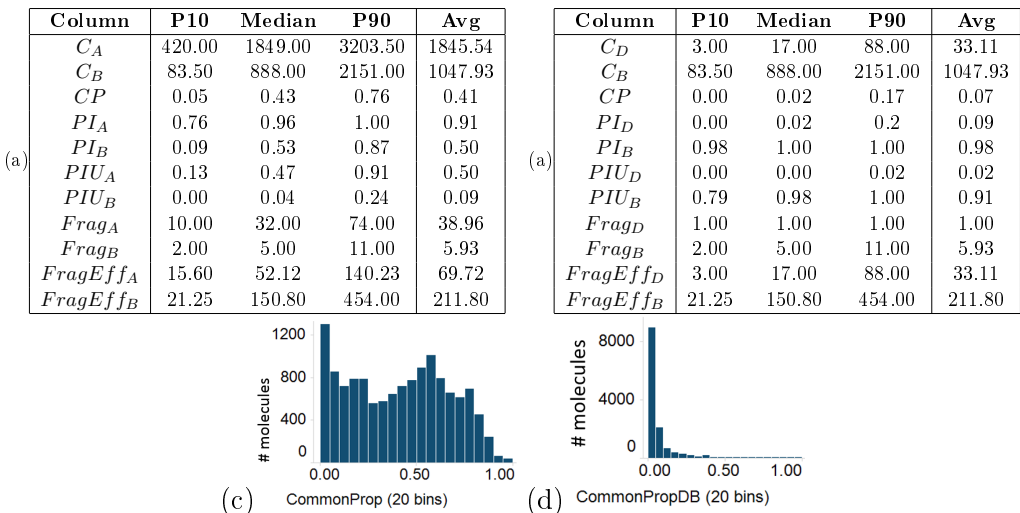 Column P10 Median P90 Avg
C_A 420.00 1849.00 3203.50 1845.54
C_B 83.50 888.00 2151.00 1047.93
CP 0.05 0.43 0.76 0.41
PI_A 0.76 0.96 1.00 0.91
PI_B 0.09 0.53 0.87 0.50
PIU_A 0.13 0.47 0.91 0.50
PIU_B 0.00 0.04 0.24 0.09
Frag_A 10.00 32.00 74.00 38.96
Frag_B 2.00 5.00 11.00 5.93
FragEff_A 15.60 52.12 140.23 69.72
FragEff_B 21.25 150.80 454.00 211.80
(a)
Column P10 Median P90 Avg
C_D 3.00 17.00 88.00 33.11
C_B 83.50 888.00 2151.00 1047.93
CP 0.00 0.02 0.17 0.07
PI_D 0.00 0.02 0.2 0.09
PI_B 0.98 1.00 1.00 0.98
PIU_D 0.00 0.00 0.02 0.02
PIU_B 0.79 0.98 1.00 0.91
Frag_D 1.00 1.00 1.00 1.00
Frag_B 2.00 5.00 11.00 5.93
FragEff_D 3.00 17.00 88.00 33.11
FragEff_B 21.25 150.80 454.00 211.80
(a)
1200
800
400
0
# molecules
0.00 0.50 1.00
CommonProp (20 bins)
(c)
8000
4000
0
# molecules
0.00 0.50 1.00
CommonPropDB (20 bins)
(d)